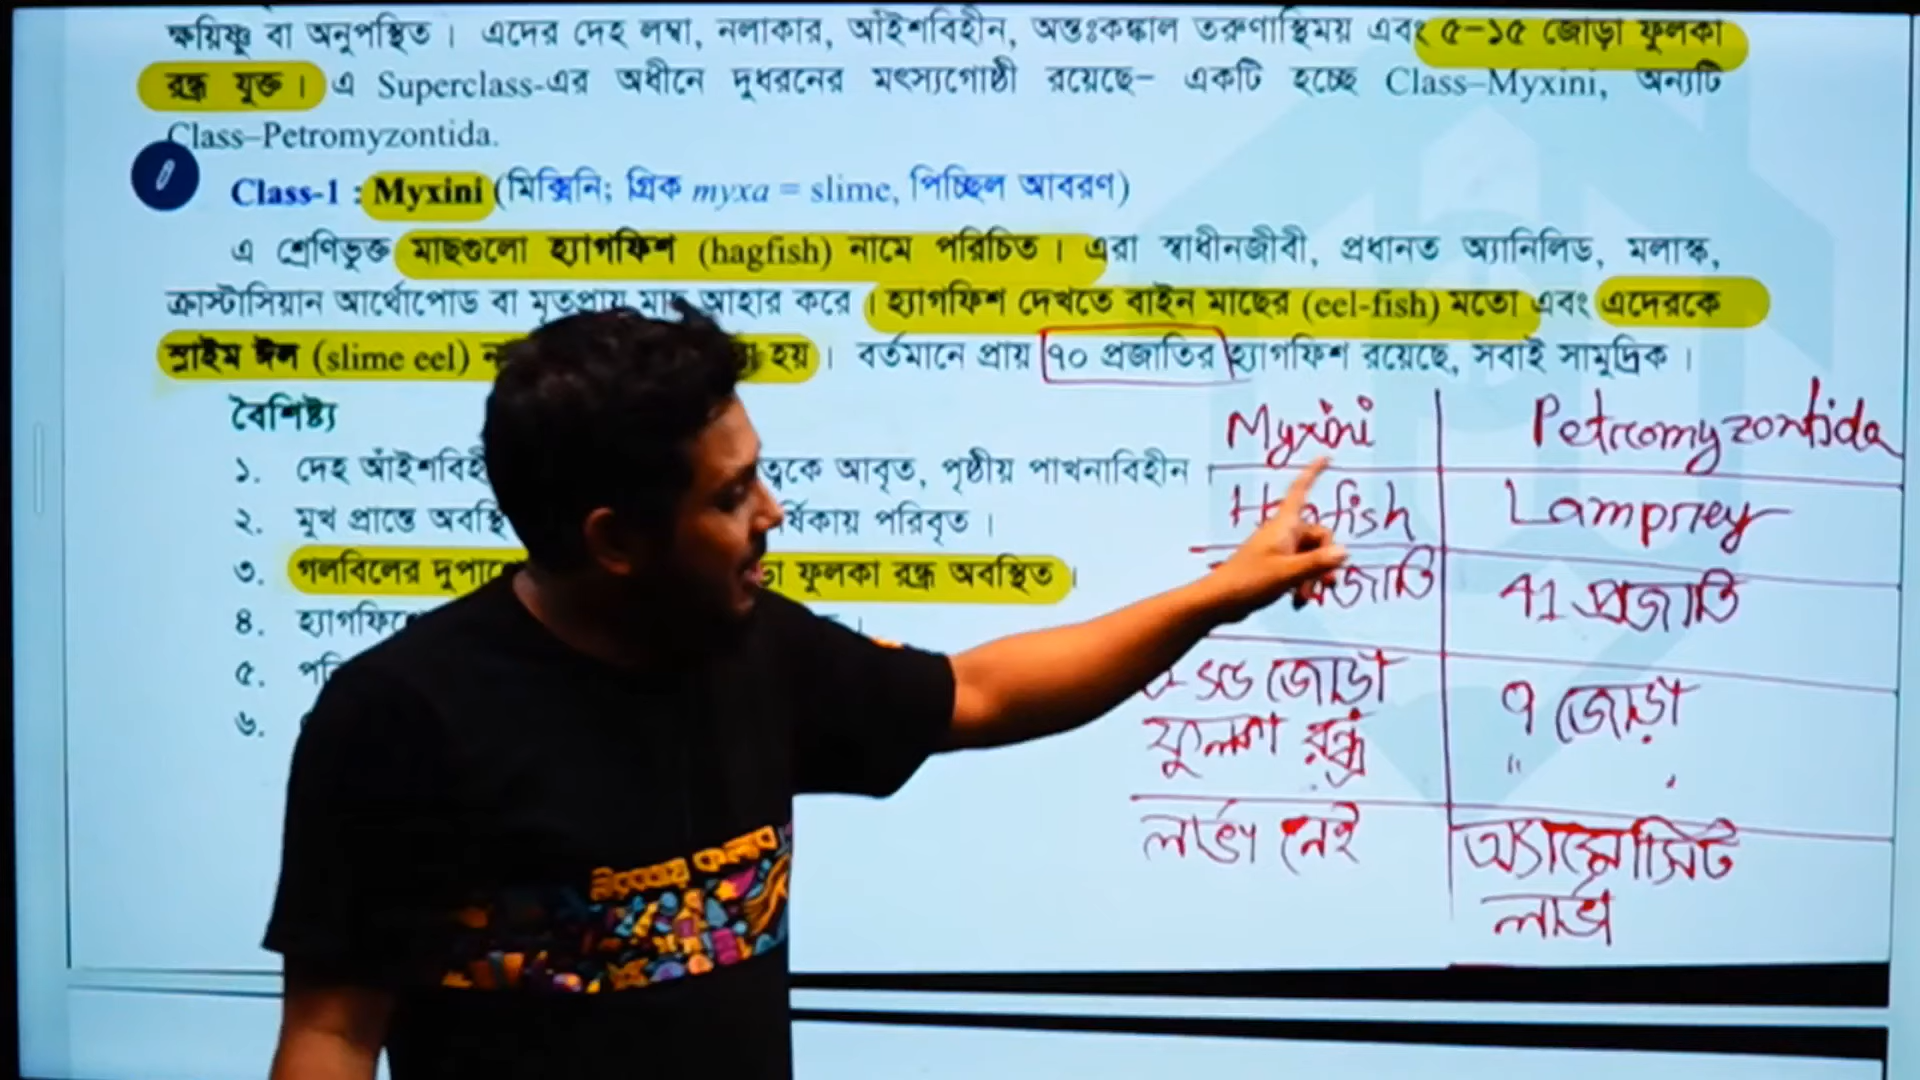 ক্ষয়িষ্ণু বা অনুপস্থিত। এদের দেহ লম্বা, নলাকার, আঁইশবিহীন, অন্তঃকঙ্কাল তরুণাস্থিময় এবং ৫-১৫ জোড়া ফুলকা
রন্ধ্র যুক্ত। এ Superclass-এর অধীনে দুধরনের মৎস্যগোষ্ঠী রয়েছে– একটি হচ্ছে Class–Myxini, অন্যটি
Class–Petromyzontida.
Class-1 : Myxini (মিক্সিনি; গ্রিক myxa = slime, পিচ্ছিল আবরণ)
এ শ্রেণিভুক্ত মাছগুলো হ্যাগফিশ (hagfish) নামে পরিচিত। এরা স্বাধীনজীবী, প্রধানত অ্যানিলিড, মলাস্ক,
ক্রাস্টাসিয়ান আর্থোপোড বা মৃতপ্রায় মাছ আহার করে। হ্যাগফিশ দেখতে বাইন মাছের (eel-fish) মতো এবং এদেরকে
স্লাইম ঈল (slime eel) হয়। বর্তমানে প্রায় ৭০ প্রজাতির হ্যাগফিশ রয়েছে, সবাই সামুদ্রিক।
বৈশিষ্ট্য
১. দেহ ত্বকে আবৃত, পৃষ্ঠীয় পাখনাবিহীন।
২. মুখ প্রান্তে পরিবৃত।
৩. গলবিলের ফুলকা রন্ধ্র অবস্থিত।
৪.
৫.
৬.
Myxini Petromyzontida
Hagfish Lamprey
প্রজাতি 41 প্রজাতি
জোড়া ৭ জোড়া
ফুলকা রন্ধ্র "
লার্ভা নেই অ্যামোসিট
লার্ভা